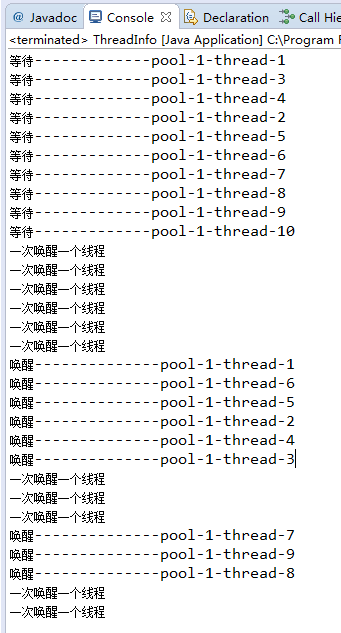 @ Javadoc Console Declaration Call Hie
<terminated> ThreadInfo [Java Application] C:\Program F
等待-------------pool-1-thread-1
等待-------------pool-1-thread-3
等待-------------pool-1-thread-4
等待-------------pool-1-thread-2
等待-------------pool-1-thread-5
等待-------------pool-1-thread-6
等待-------------pool-1-thread-7
等待-------------pool-1-thread-8
等待-------------pool-1-thread-9
等待-------------pool-1-thread-10
一次唤醒一个线程
一次唤醒一个线程
一次唤醒一个线程
一次唤醒一个线程
一次唤醒一个线程
一次唤醒一个线程
唤醒--------------pool-1-thread-1
唤醒--------------pool-1-thread-6
唤醒--------------pool-1-thread-5
唤醒--------------pool-1-thread-2
唤醒--------------pool-1-thread-4
唤醒--------------pool-1-thread-3
一次唤醒一个线程
一次唤醒一个线程
一次唤醒一个线程
唤醒--------------pool-1-thread-7
唤醒--------------pool-1-thread-9
唤醒--------------pool-1-thread-8
一次唤醒一个线程
一次唤醒一个线程